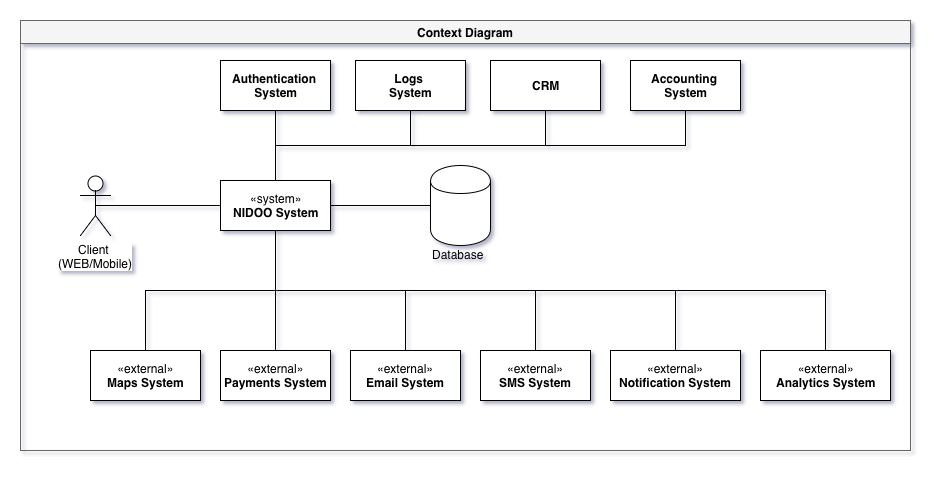 Context Diagram
Authentication
System
Logs
System
CRM
Accounting
System
«system»
NIDOO System
Client
(WEB/Mobile)
Database
«external»
Maps System
«external»
Payments System
«external»
Email System
«external»
SMS System
«external»
Notification System
«external»
Analytics System